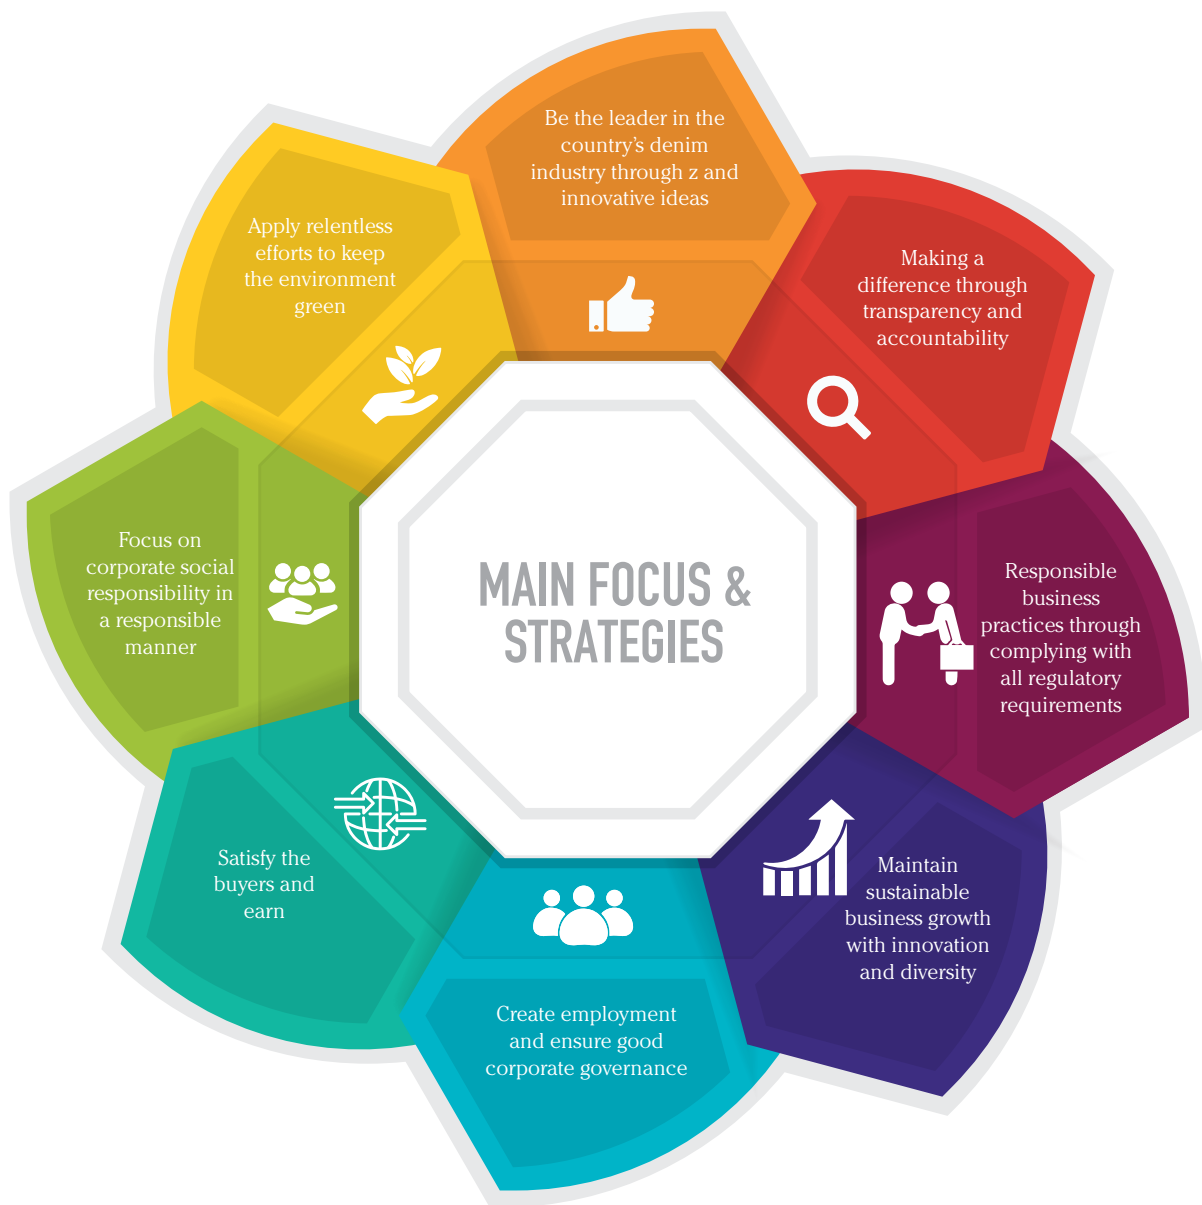 Be the leader in the
country's denim
industry through z and
innovative ideas
Making a
difference through
transparency and
accountability
Responsible
business
practices through
complying with
all regulatory
requirements
Maintain
sustainable
business growth
with innovation
and diversity
Create employment
and ensure good
corporate governance
Satisfy the
buyers and
earn
Focus on
corporate social
responsibility in
a responsible
manner
Apply relentless
efforts to keep
the environment
green
MAIN FOCUS &
STRATEGIES